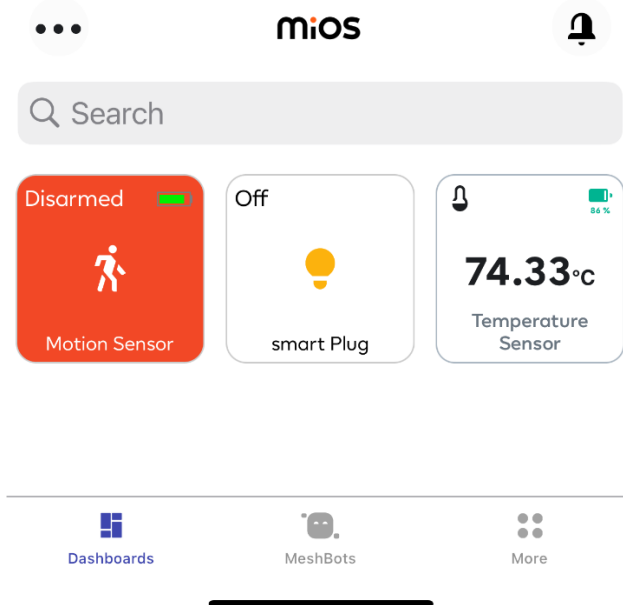 mios
Search
Disarmed
Motion Sensor
Off
smart Plug
86 %
74.33°C
Temperature
Sensor
Dashboards
MeshBots
More